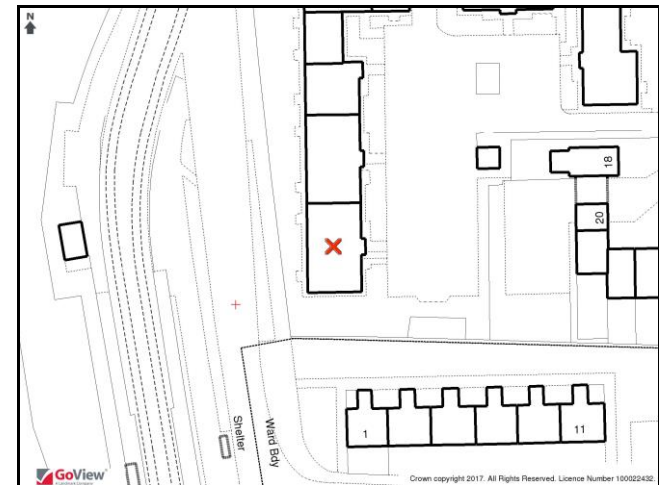 N
18
20
Shelter
Ward Bdy
1
11
GoView
Crown copyright 2017. All Rights Reserved. Licence Number 100022432.